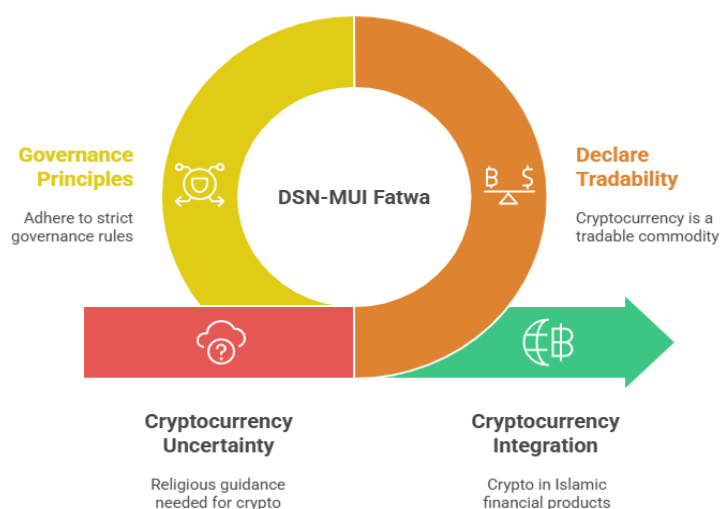 Governance
Principles
Adhere to strict
governance rules
DSN-MUI Fatwa
Declare
Tradability
Cryptocurrency is a
tradable commodity
Cryptocurrency
Uncertainty
Religious guidance
needed for crypto
Cryptocurrency
Integration
Crypto in Islamic
financial products